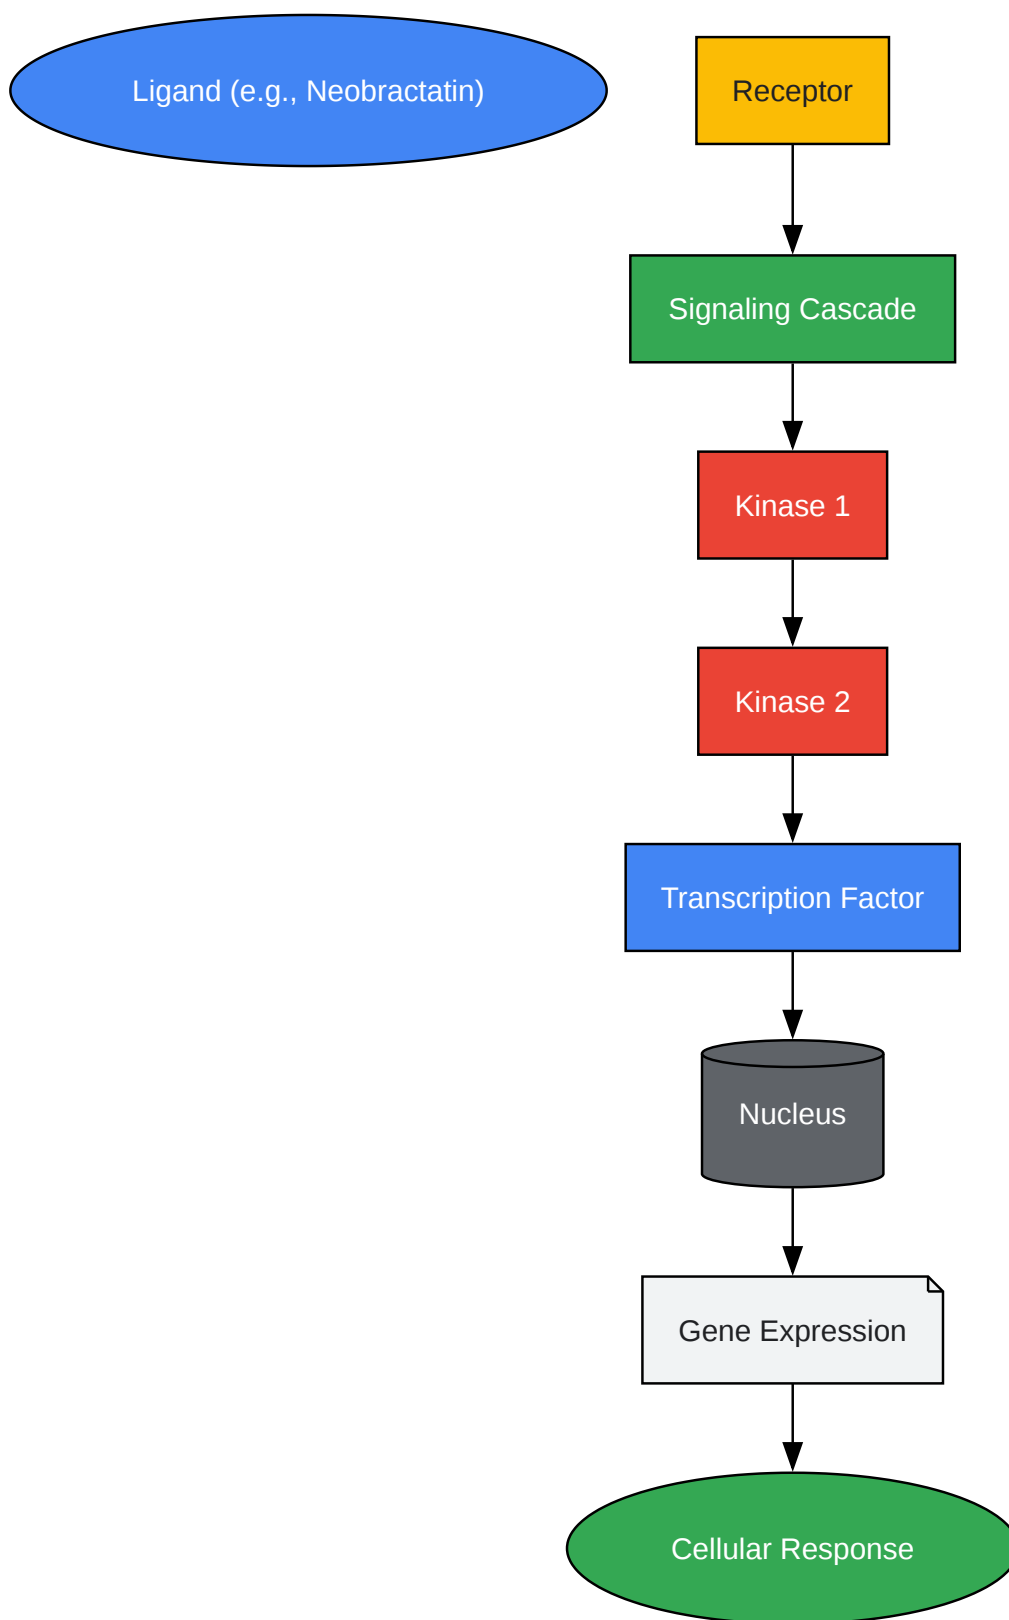 Ligand (e.g., Neobractatin)
Receptor
Signaling Cascade
Kinase 1
Kinase 2
Transcription Factor
Nucleus
Gene Expression
Cellular Response